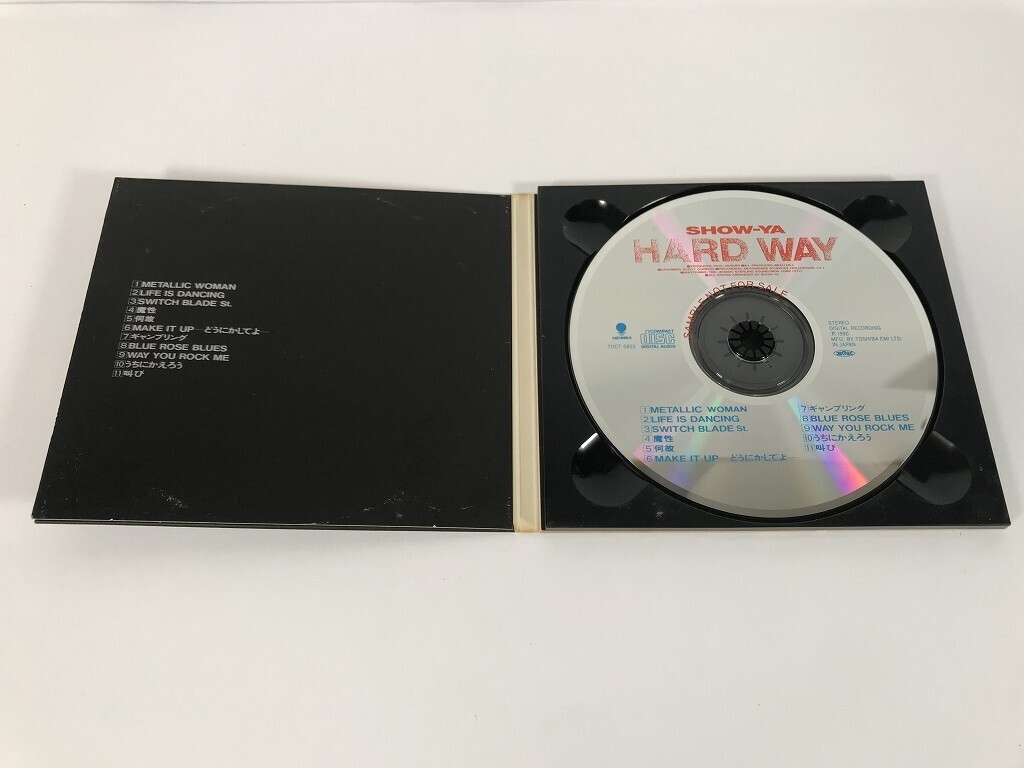 1 METALLIC WOMAN
2 LIFE IS DANCING
3 SWITCH BLADE St.
4 魔性
5 何故
6 MAKE IT UP —どうにかしてよ—
7 ギャンブリング
8 BLUE ROSE BLUES
9 WAY YOU ROCK ME
10 うちにかえろう
11 叫び
SHOW-YA
HARD WAY
SAMPLE NOT FOR SALE
COMPACT
disc
DIGITAL AUDIO
STEREO
DIGITAL RECORDING
℗ 1990
MFG. BY TOSHIBA EMI LTD.
IN JAPAN
1 METALLIC WOMAN
2 LIFE IS DANCING
3 SWITCH BLADE St.
4 魔性
5 何故
6 MAKE IT UP —どうにかしてよ—
7 ギャンブリング
8 BLUE ROSE BLUES
9 WAY YOU ROCK ME
10 うちにかえろう
11 叫び